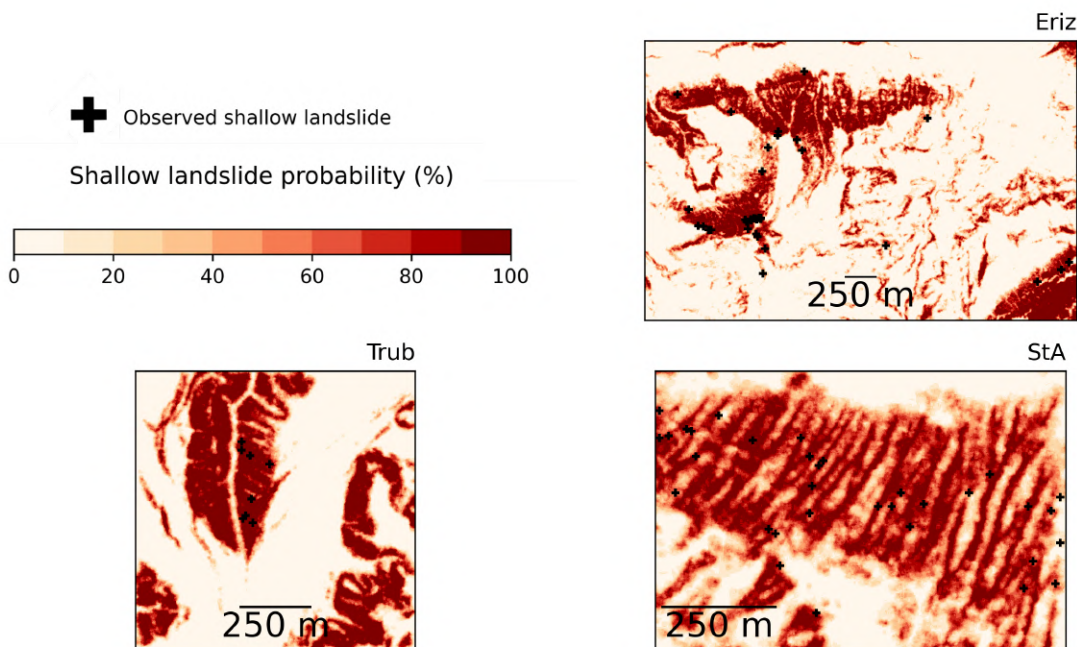 Eriz
Observed shallow landslide
Shallow landslide probability (%)
0 20 40 60 80 100
250 m
Trub
StA
250 m
250 m